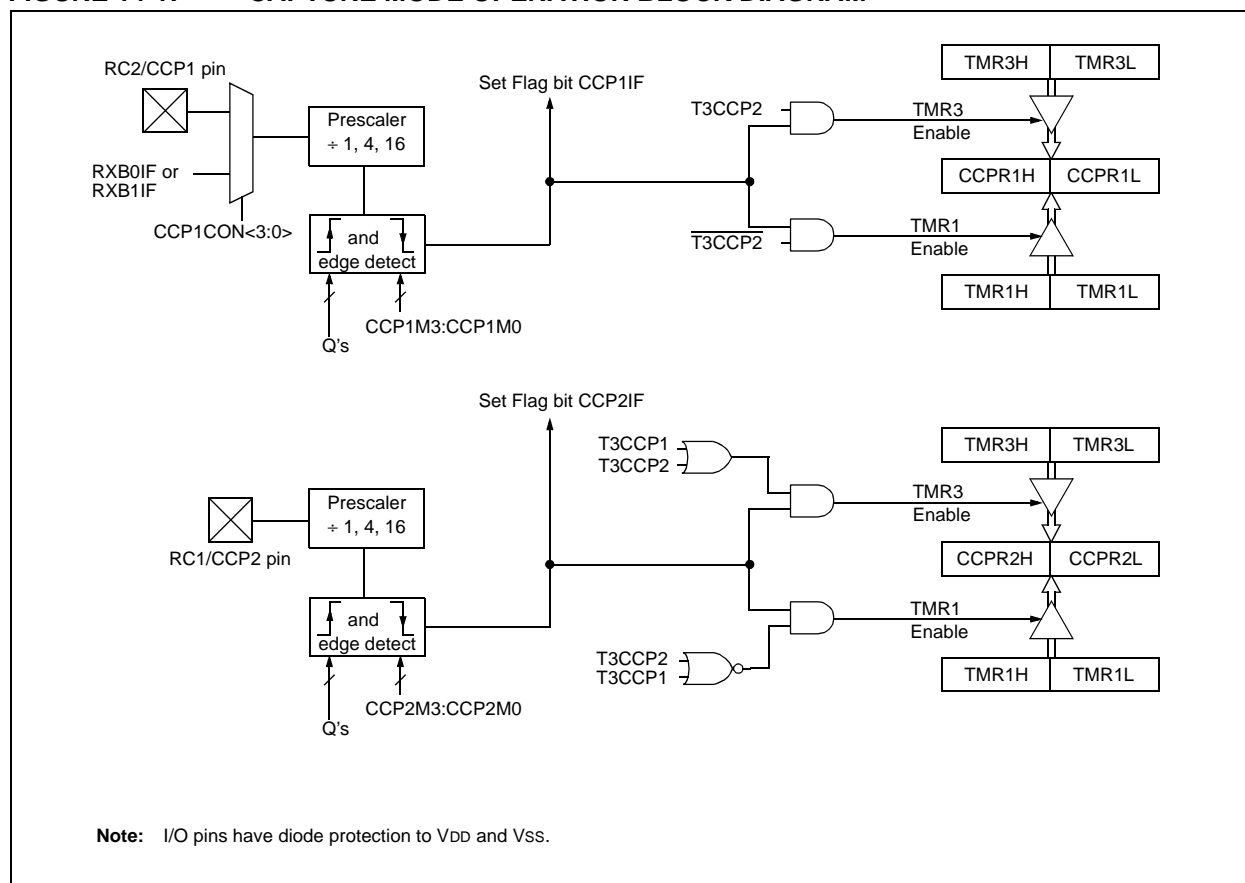 RC2/CCP1 pin
Set Flag bit CCP1IF
TMR3H TMR3L
Prescaler
÷ 1, 4, 16
T3CCP2
TMR3
Enable
RXB0IF or
RXB1IF
CCPR1H CCPR1L
CCP1CON<3:0>
and
edge detect
T3CCP2
TMR1
Enable
TMR1H TMR1L
CCP1M3:CCP1M0
Q's
Set Flag bit CCP2IF
TMR3H TMR3L
T3CCP1
T3CCP2
Prescaler
÷ 1, 4, 16
TMR3
Enable
RC1/CCP2 pin
CCPR2H CCPR2L
and
edge detect
TMR1
Enable
T3CCP2
T3CCP1
TMR1H TMR1L
CCP2M3:CCP2M0
Q's
Note: I/O pins have diode protection to VDD and VSS.